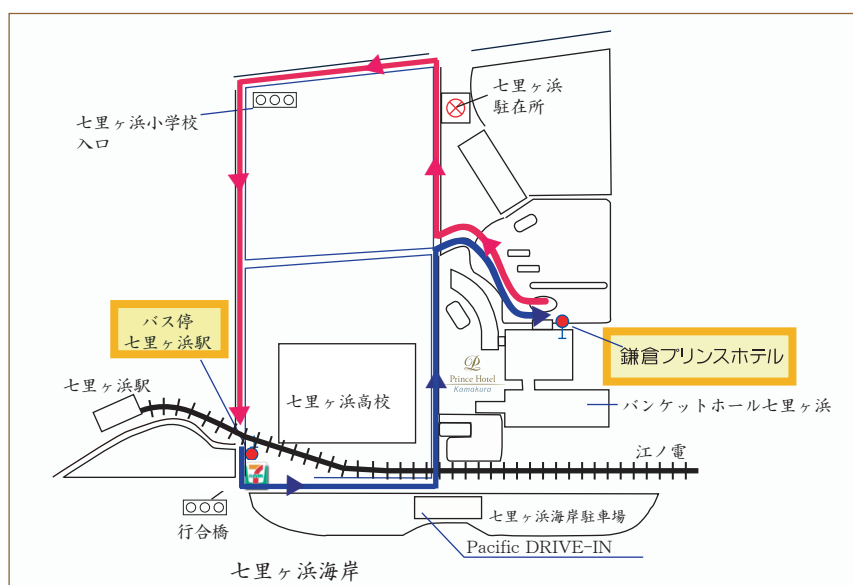 七里ヶ浜
駐在所
七里ヶ浜小学校
入口
バス停
七里ヶ浜駅
鎌倉プリンスホテル
Prince Hotel
Kamakura
七里ヶ浜駅
七里ヶ浜高校
バンケットホール七里ヶ浜
江ノ電
7
ELEVEN
行合橋
七里ヶ浜海岸駐車場
Pacific DRIVE-IN
七里ヶ浜海岸